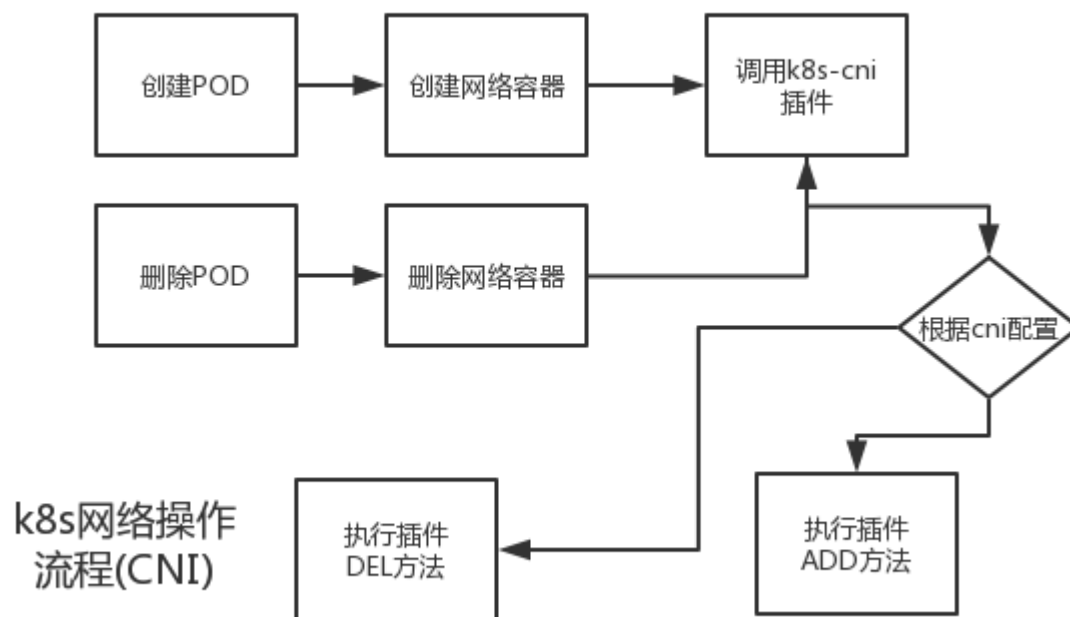 创建POD
创建网络容器
调用k8s-cni
插件
删除POD
删除网络容器
根据cni配置
k8s网络操作
流程(CNI)
执行插件
DEL方法
执行插件
ADD方法